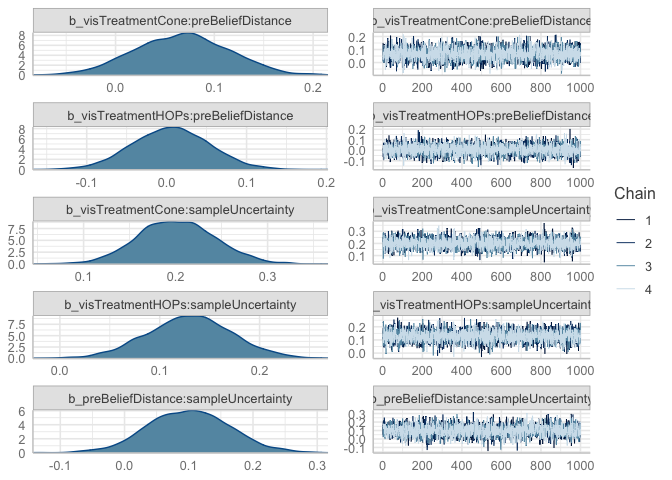 b_visTreatmentCone:preBeliefDistance
8
6
4
2
0
0.0 0.1 0.2
b_visTreatmentCone:preBeliefDistance
0.2
0.1
0.0
0 200 400 600 800 1000
b_visTreatmentHOPs:preBeliefDistance
8
6
4
2
0
-0.1 0.0 0.1 0.2
b_visTreatmentHOPs:preBeliefDistance
0.2
0.1
0.0
-0.1
0 200 400 600 800 1000
b_visTreatmentCone:sampleUncertainty
7.5
5.0
2.5
0.0
0.1 0.2 0.3
_visTreatmentCone:sampleUncertaint
0.3
0.2
0.1
0 200 400 600 800 1000
b_visTreatmentHOPs:sampleUncertainty
7.5
5.0
2.5
0.0
0.0 0.1 0.2
_visTreatmentHOPs:sampleUncertaint
0.2
0.1
0.0
0 200 400 600 800 1000
b_preBeliefDistance:sampleUncertainty
6
4
2
0
-0.1 0.0 0.1 0.2 0.3
b_preBeliefDistance:sampleUncertainty
0.3
0.2
0.1
0.0
-0.1
0 200 400 600 800 1000
Chain
1
2
3
4